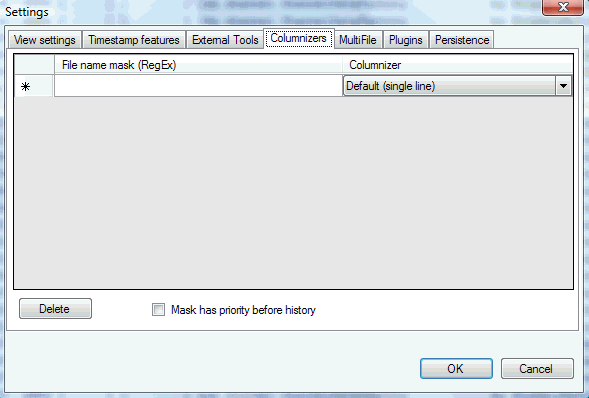 Settings
View settings Timestamp features External Tools Columnizers MultiFile Plugins Persistence
File name mask (RegEx) Columnizer
Default (single line)
Delete Mask has priority before history
OK Cancel